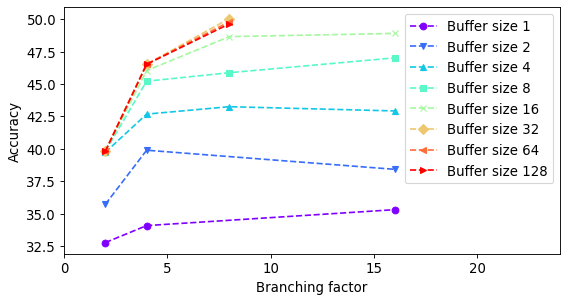 50.0
47.5
45.0
42.5
40.0
37.5
35.0
32.5
Accuracy
0
5
10
15
20
Branching factor
Buffer size 1
Buffer size 2
Buffer size 4
Buffer size 8
Buffer size 16
Buffer size 32
Buffer size 64
Buffer size 128